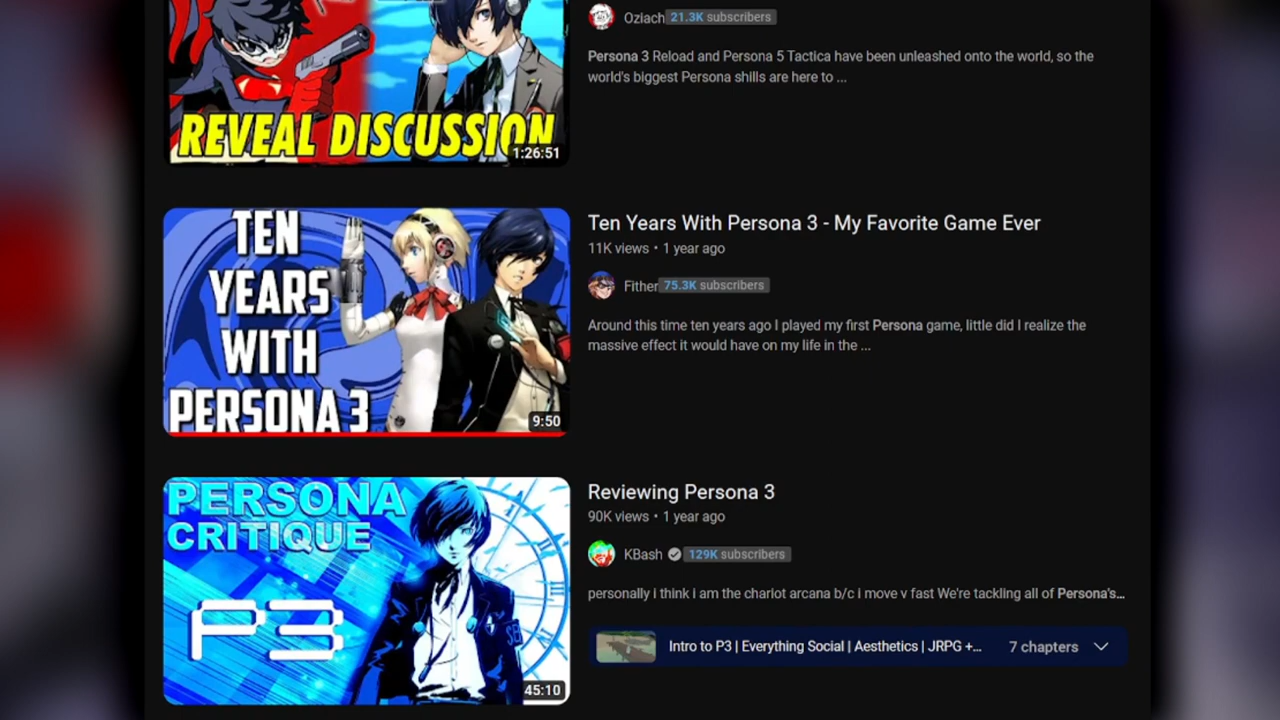 REVEAL DISCUSSION
1:26:51
Oziach 21.3K subscribers
Persona 3 Reload and Persona 5 Tactica have been unleashed onto the world, so the
world's biggest Persona shills are here to ...
TEN
YEARS
WITH
PERSONA 3
9:50
Ten Years With Persona 3 - My Favorite Game Ever
11K views • 1 year ago
Fither 75.3K subscribers
Around this time ten years ago I played my first Persona game, little did I realize the
massive effect it would have on my life in the ...
PERSONA
CRITIQUE
P3
45:10
Reviewing Persona 3
90K views • 1 year ago
KBash 129K subscribers
personally i think i am the chariot arcana b/c i move v fast We're tackling all of Persona's...
Intro to P3 | Everything Social | Aesthetics | JRPG +... 7 chapters